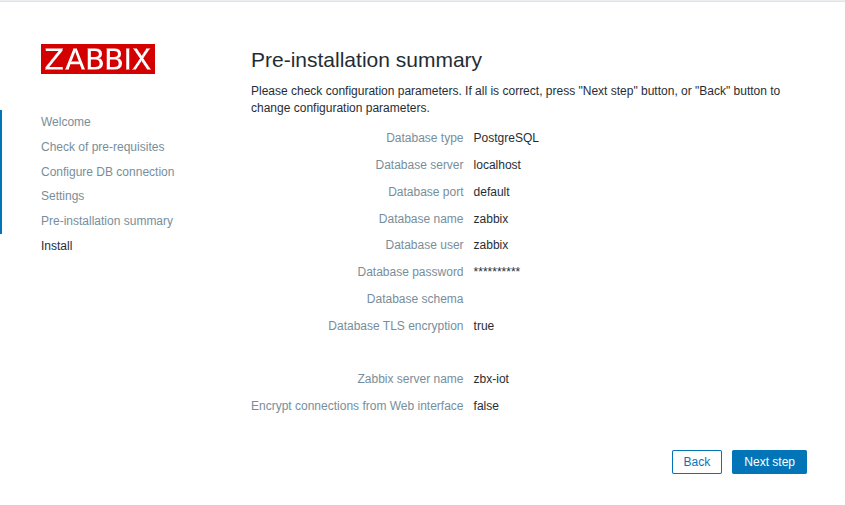 ZABBIX
Welcome
Check of pre-requisites
Configure DB connection
Settings
Pre-installation summary
Install
Pre-installation summary
Please check configuration parameters. If all is correct, press "Next step" button, or "Back" button to
change configuration parameters.
Database type PostgreSQL
Database server localhost
Database port default
Database name zabbix
Database user zabbix
Database password **********
Database schema
Database TLS encryption true
Zabbix server name zbx-iot
Encrypt connections from Web interface false
Back Next step